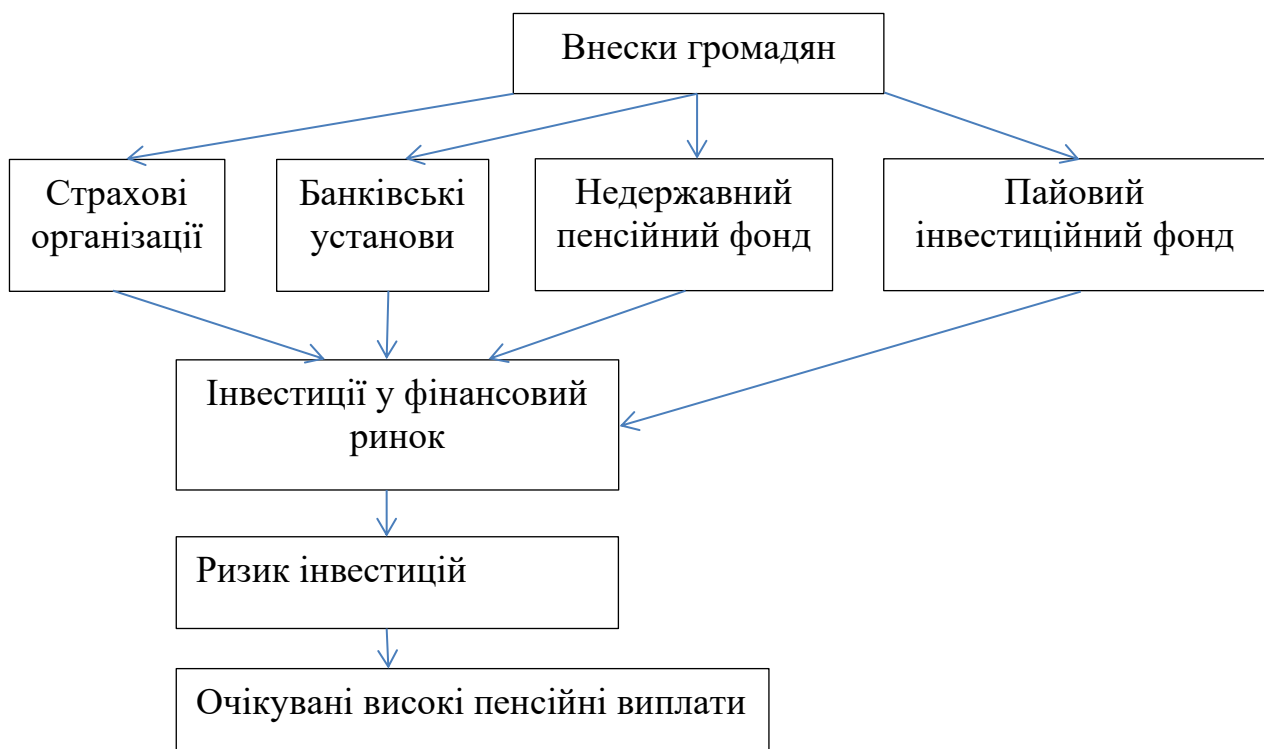 Внески громадян
Страхові
організації
Банківські
установи
Недержавний
пенсійний фонд
Пайовий
інвестиційний фонд
Інвестиції у фінансовий
ринок
Ризик інвестицій
Очікувані високі пенсійні виплати